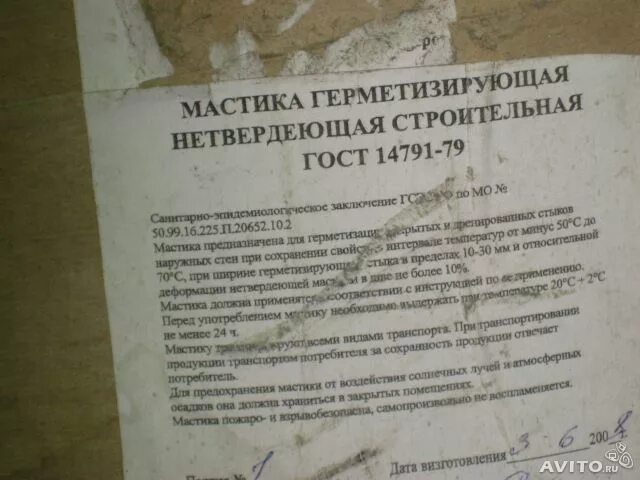 МАСТИКА ГЕРМЕТИЗИРУЮЩАЯ
НЕТВЕРДЕЮЩАЯ СТРОИТЕЛЬНАЯ
ГОСТ 14791-79
Санитарно-эпидемиологическое заключение по МО №
50.99.16.225.П.20652.10.2
Мастика предназначена для герметизации закрытых и дренированных стыков
наружных стен при сохранении свойств интервале температур от минус 50°С до
70°С, при ширине герметизирующей стыка в пределах 10-30 мм и относительной
деформации нетвердеющей мастики в шве не более 10%.
Мастика должна применяться соответствии с инструкцией по ее применению.
Перед употреблением мастику необходимо выдержать при температуре 20°С + 2°С
не менее 24 ч.
Мастику всеми видами транспорта. При транспортировании
продукции транспортом потребителя за сохранность продукции отвечает
потребитель.
Для предохранения мастики от воздействия солнечных лучей и атмосферных
осадков она должна храниться в закрытых помещениях.
Мастика пожаро- и взрывобезопасна, самопроизвольно не воспламеняется.
Дата выготовления 3 - 6 2008
AVITO.ru